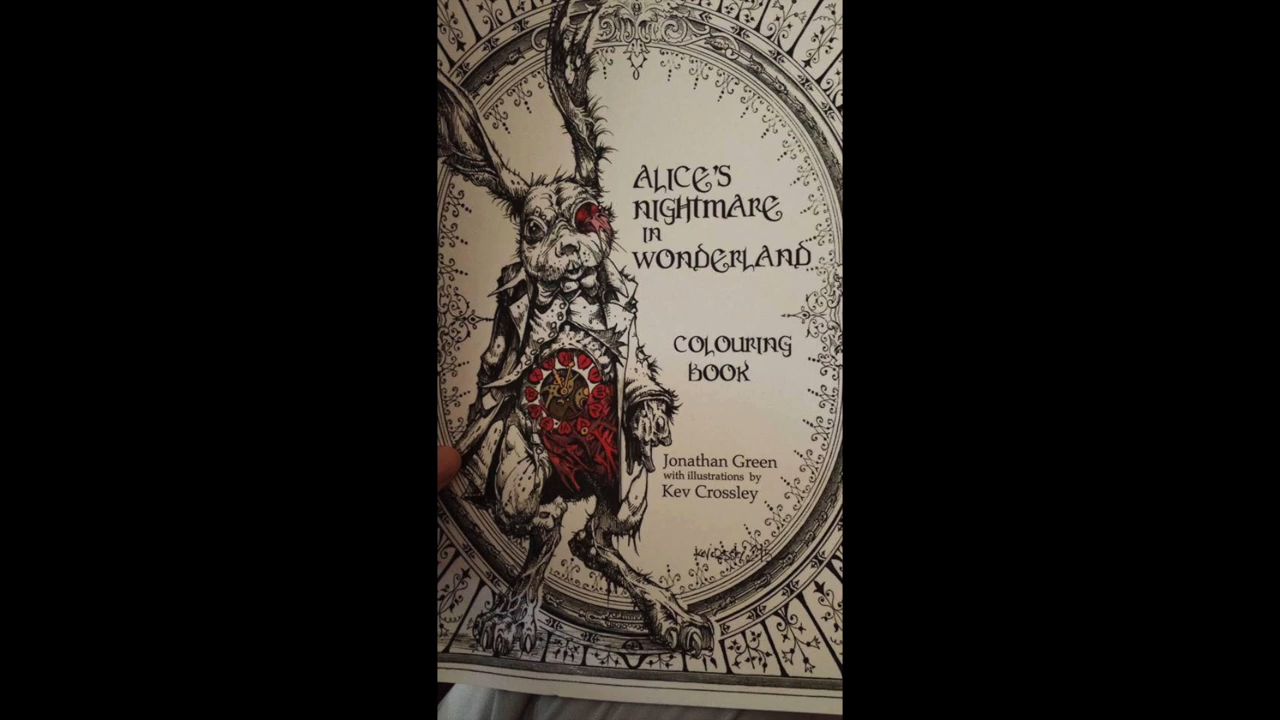 ALICE'S
NIGHTMARE
IN
WONDERLAND
COLOURING
BOOK
Jonathan Green
with illustrations by
Kev Crossley